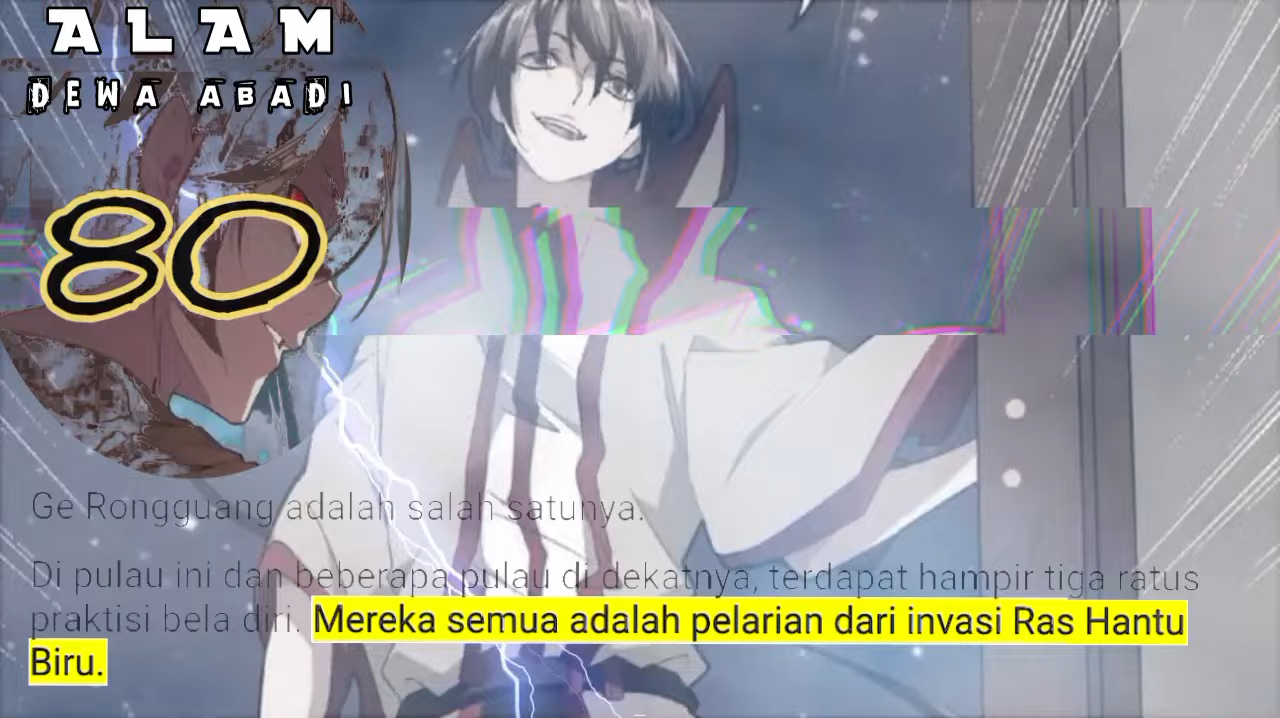 ALAM
DEWA ABADI
80
Ge Rongguang adalah salah satunya.
Di pulau ini dan beberapa pulau di dekatnya, terdapat hampir tiga ratus
praktisi bela diri. Mereka semua adalah pelarian dari invasi Ras Hantu
Biru.